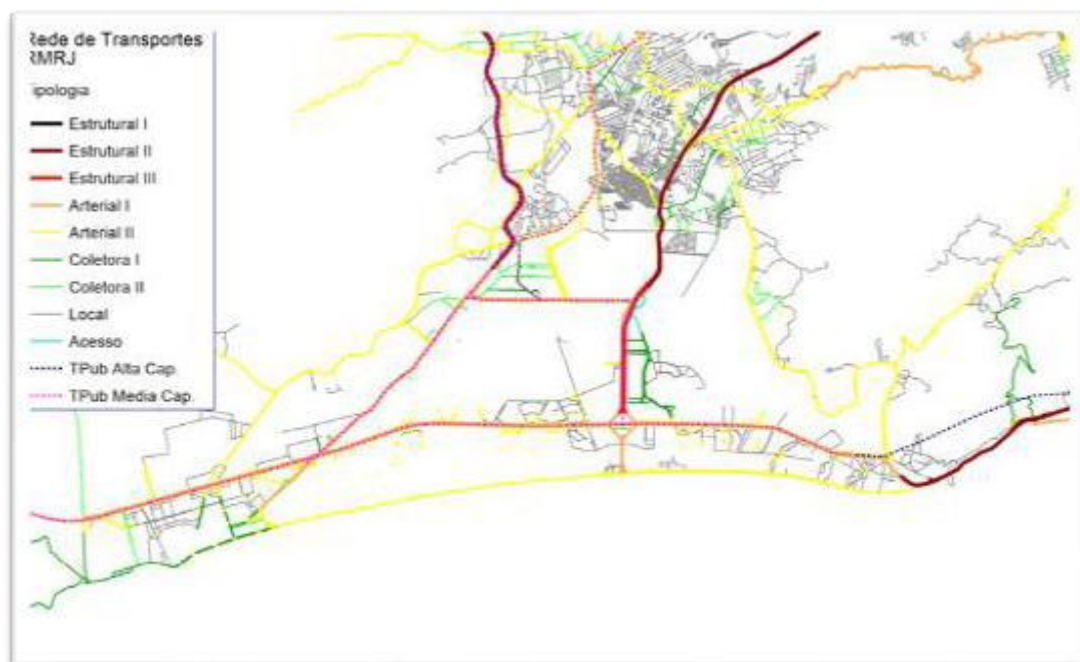 Rede de Transportes
RMRJ
ipologia
Estrutural I
Estrutural II
Estrutural III
Arterial I
Arterial II
Coletora I
Coletora II
Local
Acesso
TPub Alta Cap.
TPub Media Cap.